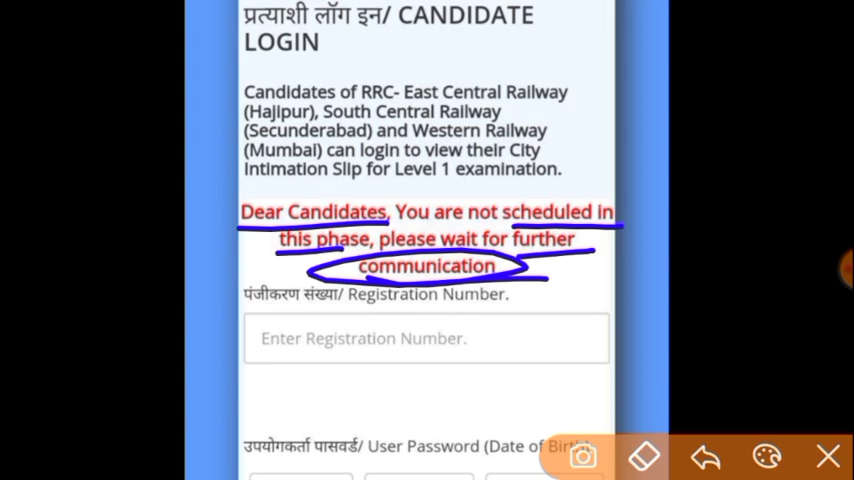 प्रत्याशी लॉग इन/ CANDIDATE
LOGIN
Candidates of RRC- East Central Railway
(Hajipur), South Central Railway
(Secunderabad) and Western Railway
(Mumbai) can login to view their City
Intimation Slip for Level 1 examination.
Dear Candidates, You are not scheduled in
this phase, please wait for further
communication
पंजीकरण संख्या/ Registration Number.
Enter Registration Number.
उपयोगकर्ता पासवर्ड/ User Password (Date of Birth).